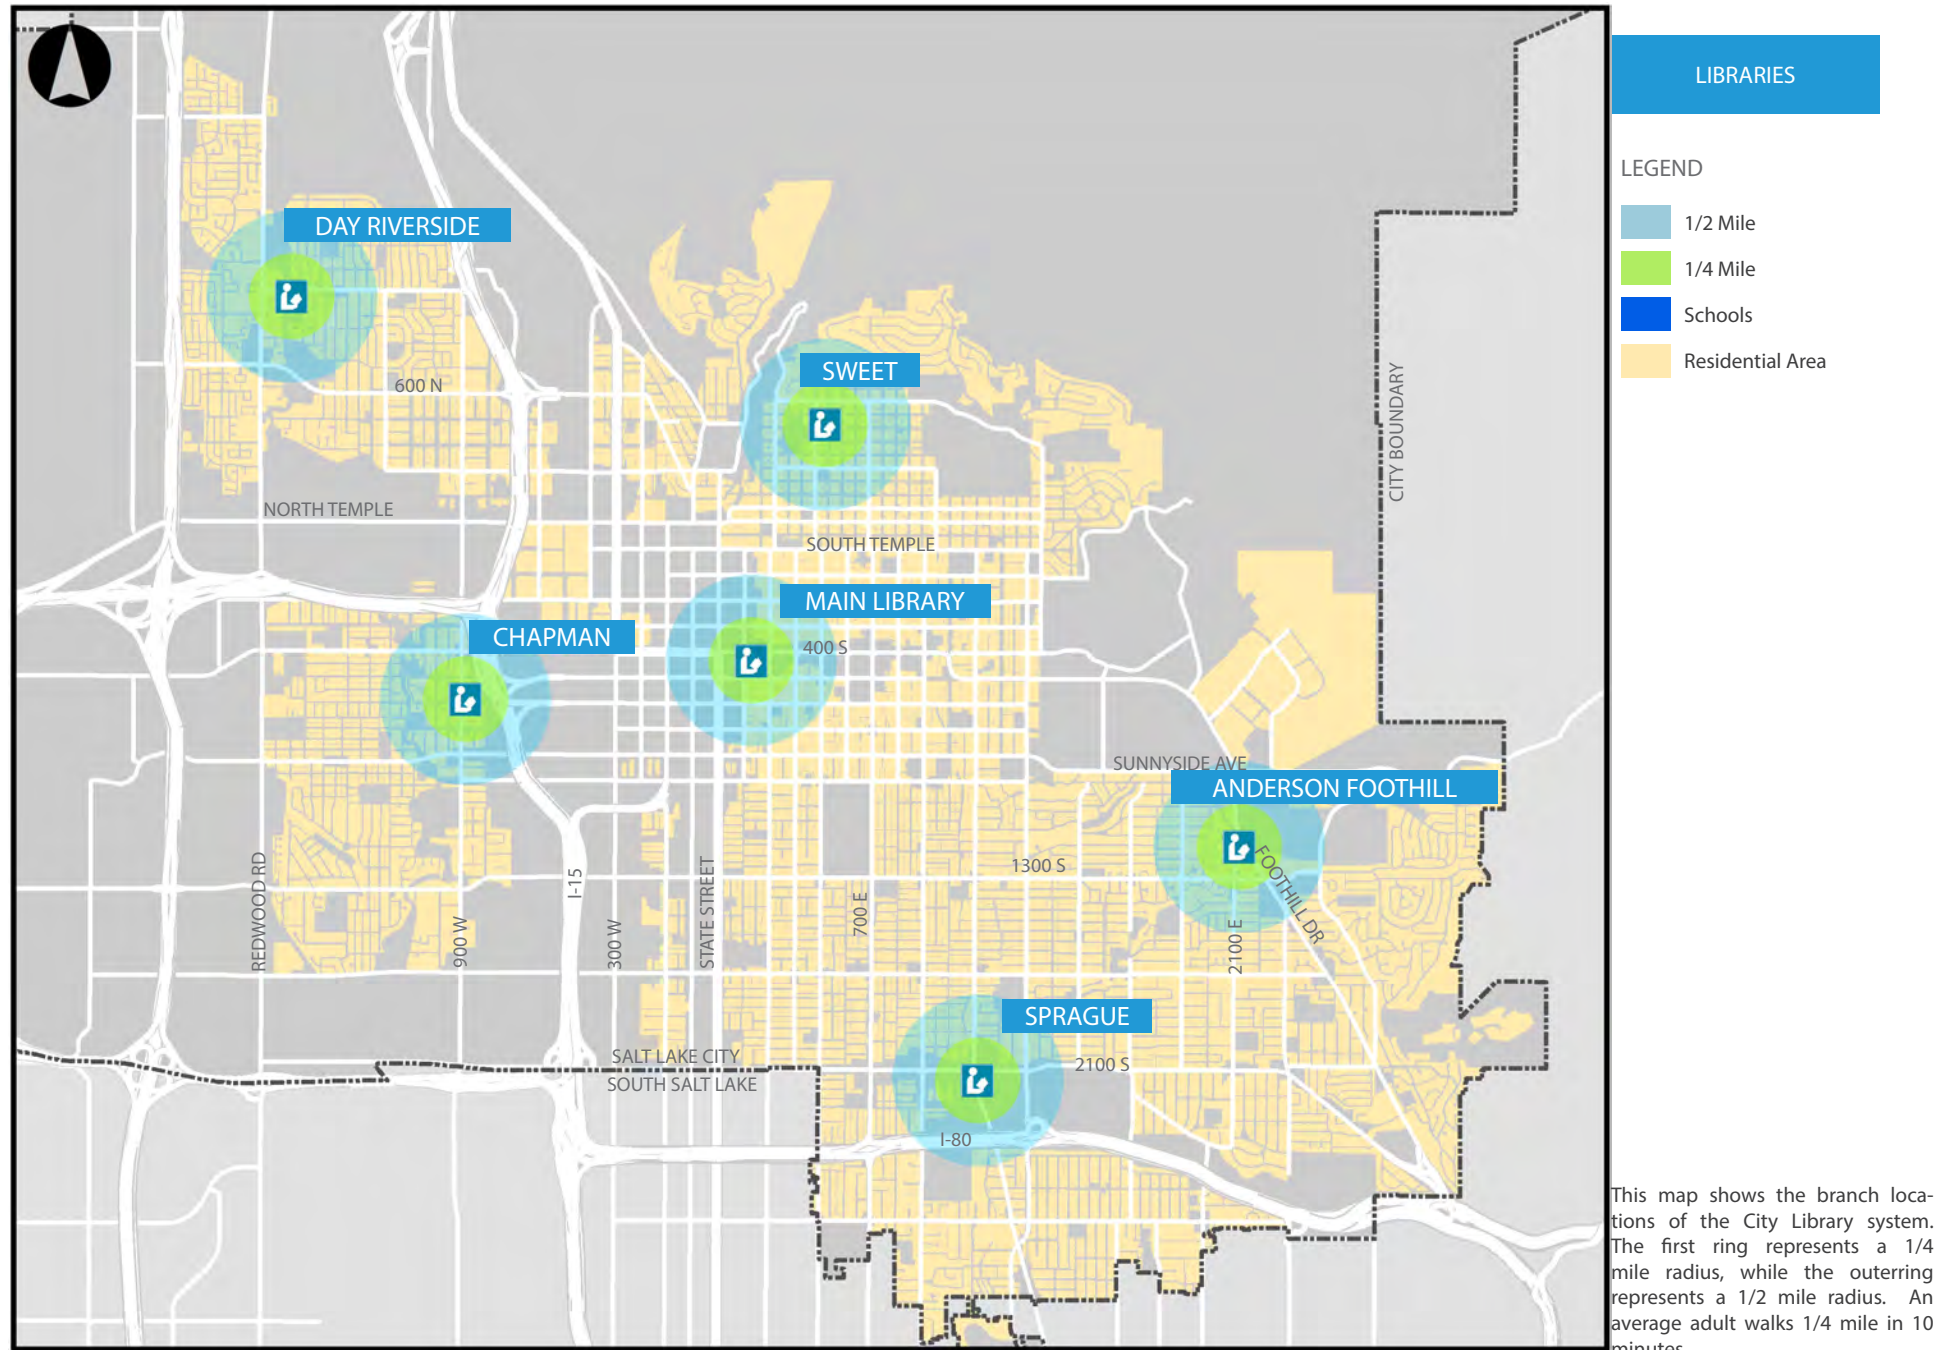 LIBRARIES
LEGEND
1/2 Mile
1/4 Mile
Schools
Residential Area
DAY RIVERSIDE
SWEET
600 N
CITY BOUNDARY
NORTH TEMPLE
SOUTH TEMPLE
MAIN LIBRARY
CHAPMAN
400 S
SUNNYSIDE AVE
ANDERSON FOOTHILL
1300 S
FOOTHILL DR
REDWOOD RD
900 W
I-15
300 W
STATE STREET
700 E
2100 E
SPRAGUE
SALT LAKE CITY
SOUTH SALT LAKE
2100 S
I-80
This map shows the branch loca-
tions of the City Library system.
The first ring represents a 1/4
mile radius, while the outerring
represents a 1/2 mile radius. An
average adult walks 1/4 mile in 10
minutes